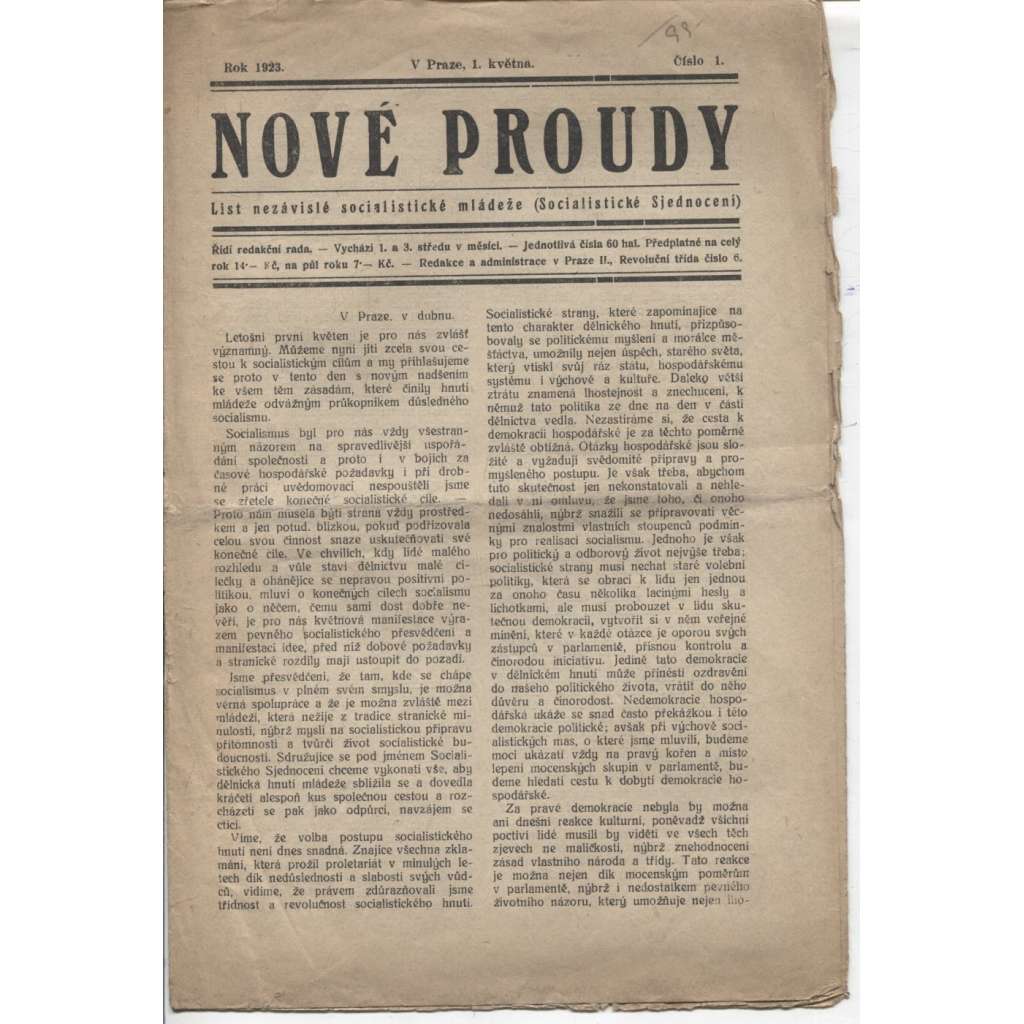 99
Rok 1923.
V Praze, 1. května.
Číslo 1.
NOVÉ PROUDY
List nezávislé socialistické mládeže (Socialistické Sjednocení)
Řídí redakční rada. — Vychází 1. a 3. středu v měsíci. — Jednotlivá čísla 60 hal. Předplatné na celý
rok 14·— Kč, na půl roku 7·— Kč. — Redakce a administrace v Praze II., Revoluční třída číslo 6.
V Praze, v dubnu.
Letošní první květen je pro nás zvlášť
významný. Můžeme nyní jíti zcela svou ce-
stou k socialistickým cílům a my přihlašujeme
se proto v tento den s novým nadšením
ke všem těm zásadám, které činily hnutí
mládeže odvážným průkopníkem důsledného
socialismu.
Socialismus byl pro nás vždy všestran-
ným názorem na spravedlivější uspořá-
dání společnosti a proto i v bojích za
časové hospodářské požadavky i při drob-
né práci uvědomovací nespouštěli jsme
se zřetele konečné socialistické cíle. —
Proto nám musela býti strana vždy prostřed-
kem a jen potud blízkou, pokud podřizovala
celou svou činnost snaze uskutečňovati své
konečné cíle. Ve chvílích, kdy lidé malého
rozhledu a vůle staví dělnictvu malé cí-
lečky a ohánějíce se nepravou positivní po-
litikou, mluví o konečných cílech socialismu
jako o něčem, čemu sami dost dobře ne-
věří, je pro nás květnová manifestace výra-
zem pevného socialistického přesvědčení a
manifestací idee, před níž dobové požadavky
a stranické rozdíly mají ustoupit do pozadí.
Jsme přesvědčeni, že tam, kde se chápe
socialismus v plném svém smyslu, je možna
věrná spolupráce a že je možná zvláště mezi
mládeží, která nežije z tradice stranické mi-
nulosti, nýbrž myslí na socialistickou přípravu
přítomnosti a tvůrčí život socialistické bu-
doucnosti. Sdružujíce se pod jménem Sociali-
stického Sjednocení chceme vykonati vše, aby
dělnická hnutí mládeže sblížila se a dovedla
kráčeti alespoň kus společnou cestou a roz-
cházeti se pak jako odpůrci, navzájem se
ctící.
Víme, že volba postupu socialistického
hnutí není dnes snadná. Znajíce všechna zkla-
mání, která prožil proletariát v minulých le-
tech dík nedůslednosti a slabosti svých vůd-
ců, vidíme, že právem zdůrazňovali jsme
třídnost a revolučnost socialistického hnutí.
Socialistické strany, které zapomínajíce na
tento charakter dělnického hnutí, přizpůso-
bovaly se politickému myšlení a morálce mě-
šťáctva, umožnily nejen úspěch, starého světa,
který vtiskl svůj ráz státu, hospodářskému
systému i výchově a kultuře. Daleko větší
ztrátu znamená lhostejnost a znechucení, k
němuž tato politika ze dne na den v části
dělnictva vedla. Nezastíráme si, že cesta k
demokracii hospodářské je za těchto poměrně
zvláště obtížná. Otázky hospodářské jsou slo-
žité a vyžadují svědomité přípravy a pro-
mysleného postupu. Je však třeba, abychom
tuto skutečnost jen nekonstatovali a nehle-
dali v ní omluvu, že jsme toho, či onoho
nedosáhli, nýbrž snažili se připravovati věc-
nými znalostmi vlastních stoupenců podmín-
ky pro realisaci socialismu. Jednoho je však
pro politický a odborový život nejvýše třeba;
socialistické strany musí nechat staré volební
politiky, která se obrací k lidu jen jednou
za onoho času několika lacinými hesly a
lichotkami, ale musí probouzet v lidu sku-
tečnou demokracii, vytvořit si v něm veřejné
mínění, které v každé otázce je oporou svých
zástupců v parlamentě, přísnou kontrolu a
činorodou iniciativu. Jedině tato demokracie
v dělnickém hnutí může přinésti ozdravění
do našeho politického života, vrátit do něho
důvěru a činorodost. Nedemokracie hospo-
dářská ukáže se snad často překážkou i této
demokracie politické; avšak při výchově soci-
alistických mas, o které jsme mluvili, budeme
moci ukázati vždy na pravý kořen a místo
lepení mocenských skupin v parlamentě, bu-
deme hledati cestu k dobytí demokracie ho-
spodářské.
Za pravé demokracie nebyla by možna
ani dnešní reakce kulturní, poněvadž všichni
poctiví lidé musili by viděti ve všech těch
zjevech ne maličkosti, nýbrž znehodnocení
zásad vlastního národa a třídy. Tato reakce
je možna nejen dík mocenským poměrům
v parlamentě, nýbrž i nedostatkem pevného
životního názoru, který umožňuje nejen lho-